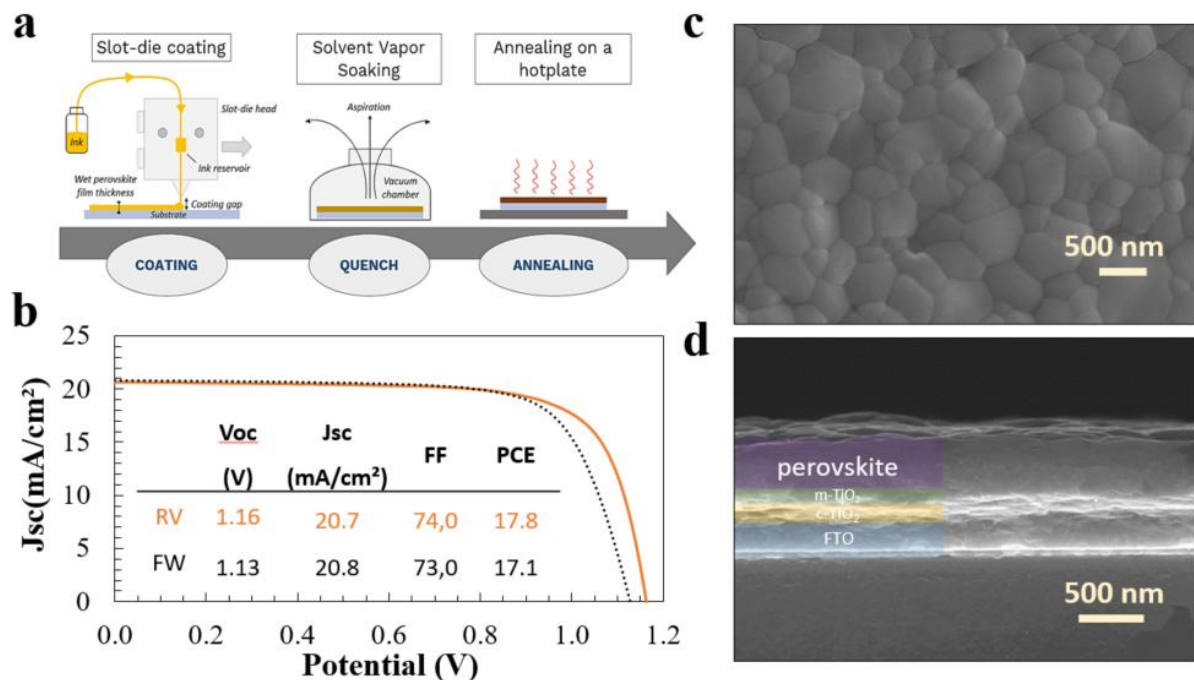 a
Slot-die coating
Solvent Vapor
Soaking
Annealing on a
hotplate
Ink
Slot-die head
Ink reservoir
Wet perovskite
film thickness
Coating gap
Substrate
Aspiration
Vacuum
chamber
COATING
QUENCH
ANNEALING
b
Jsc(mA/cm²)
25
20
15
10
5
0
Voc Jsc FF PCE
(V) (mA/cm²)
RV 1.16 20.7 74,0 17.8
FW 1.13 20.8 73,0 17.1
0.0 0.2 0.4 0.6 0.8 1.0 1.2
Potential (V)
c
500 nm
d
perovskite
m-TiO₂
c-TiO₂
FTO
500 nm